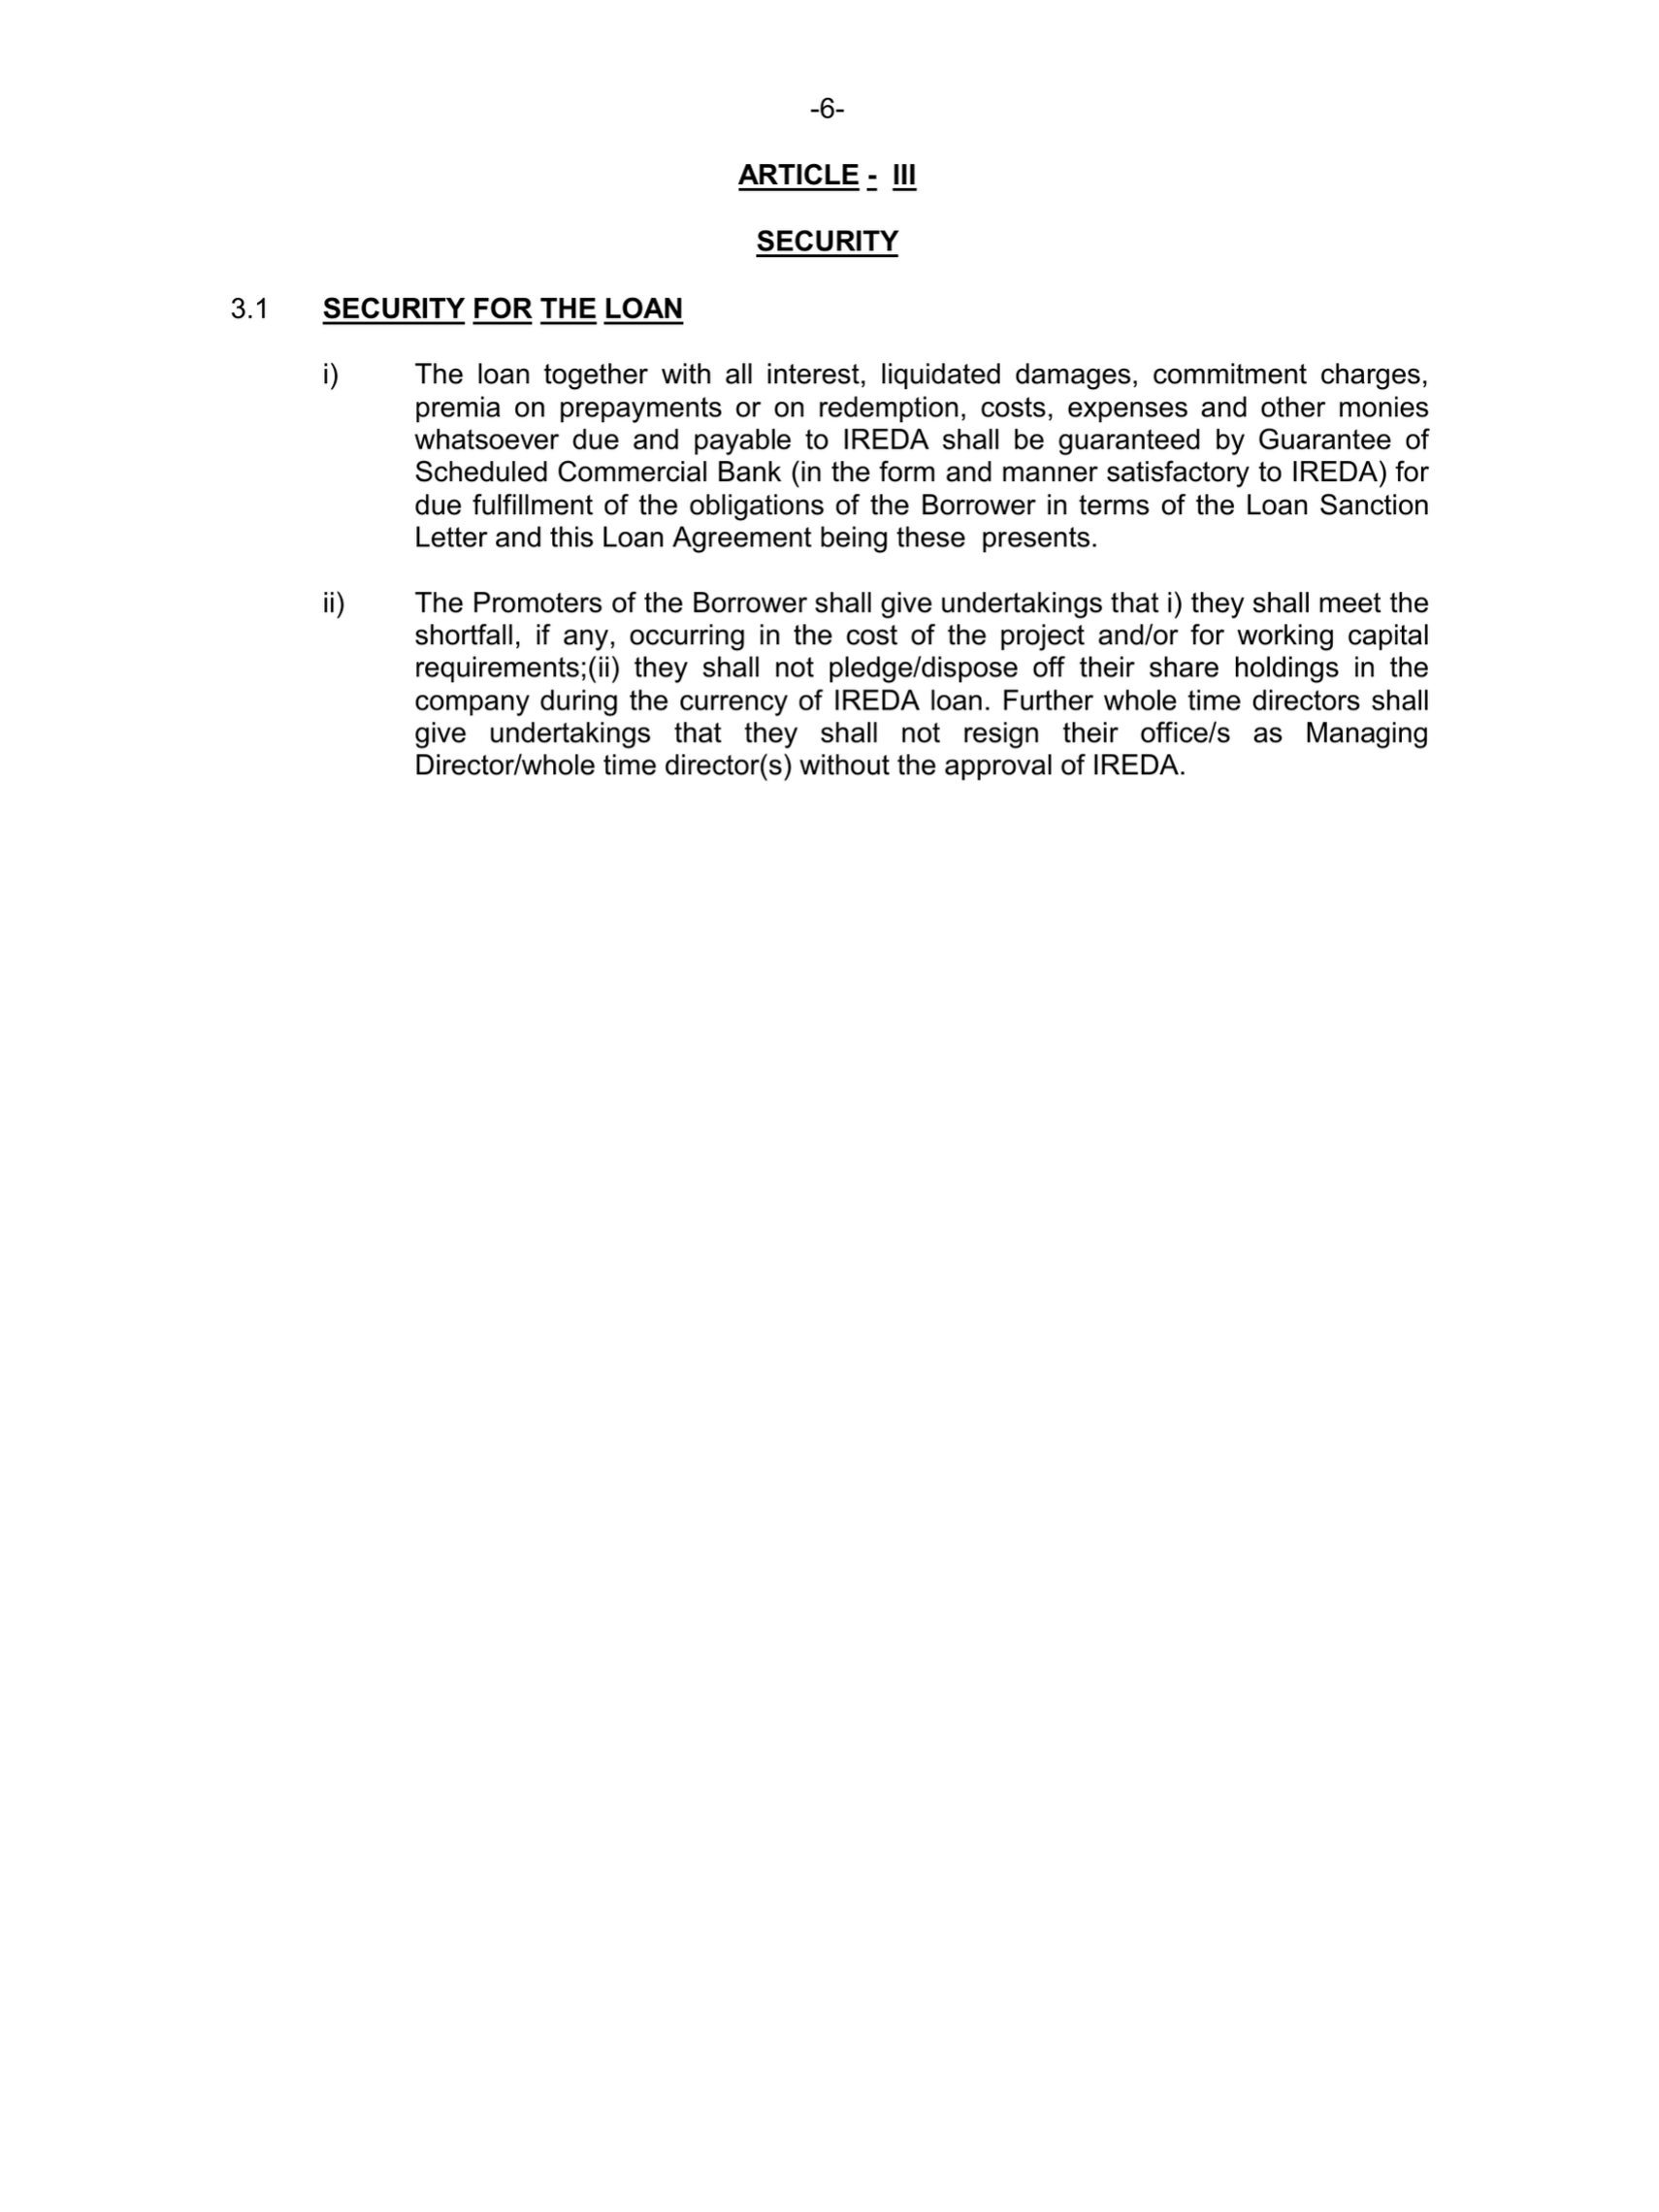 -6-
ARTICLE - III
SECURITY
3.1 SECURITY FOR THE LOAN
i) The loan together with all interest, liquidated damages, commitment charges,
premia on prepayments or on redemption, costs, expenses and other monies
whatsoever due and payable to IREDA shall be guaranteed by Guarantee of
Scheduled Commercial Bank (in the form and manner satisfactory to IREDA) for
due fulfillment of the obligations of the Borrower in terms of the Loan Sanction
Letter and this Loan Agreement being these presents.
ii) The Promoters of the Borrower shall give undertakings that i) they shall meet the
shortfall, if any, occurring in the cost of the project and/or for working capital
requirements;(ii) they shall not pledge/dispose off their share holdings in the
company during the currency of IREDA loan. Further whole time directors shall
give undertakings that they shall not resign their office/s as Managing
Director/whole time director(s) without the approval of IREDA.